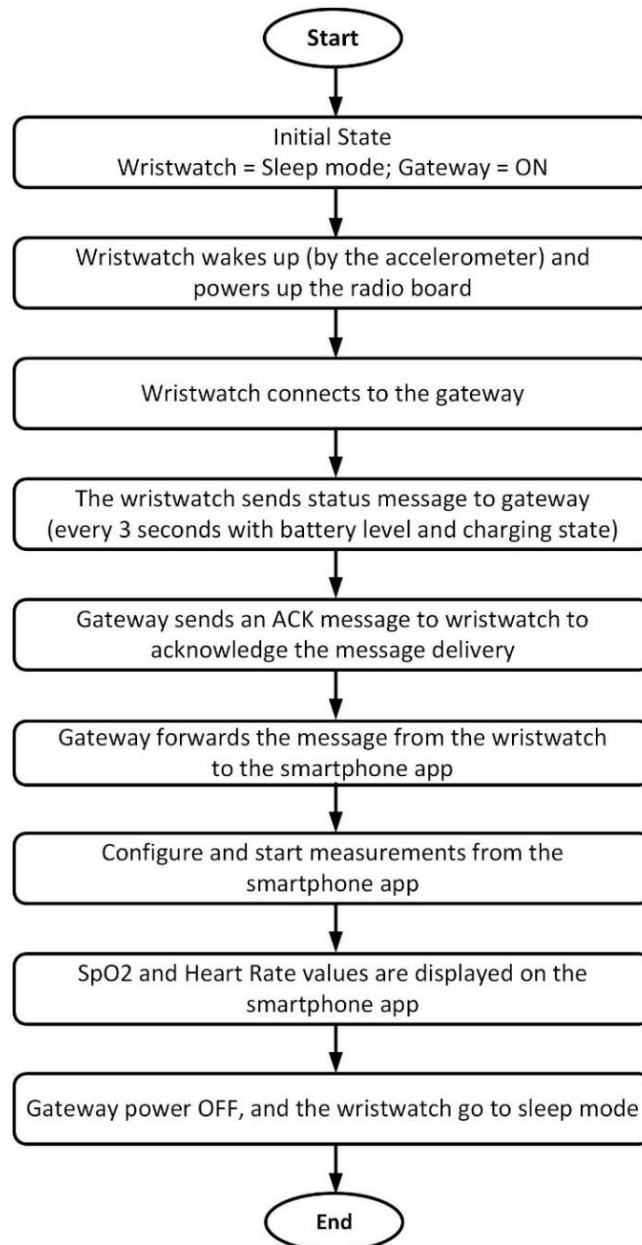 Start
Initial State
Wristwatch = Sleep mode; Gateway = ON
Wristwatch wakes up (by the accelerometer) and
powers up the radio board
Wristwatch connects to the gateway
The wristwatch sends status message to gateway
(every 3 seconds with battery level and charging state)
Gateway sends an ACK message to wristwatch to
acknowledge the message delivery
Gateway forwards the message from the wristwatch
to the smartphone app
Configure and start measurements from the
smartphone app
SpO2 and Heart Rate values are displayed on the
smartphone app
Gateway power OFF, and the wristwatch go to sleep mode
End